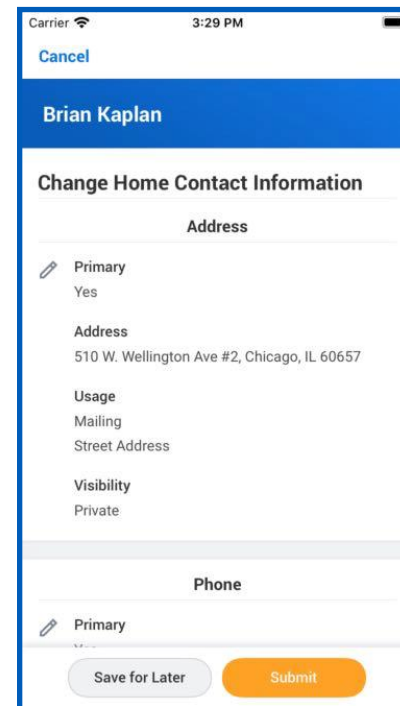 Carrier 3:29 PM
Cancel
Brian Kaplan
Change Home Contact Information
Address
Primary
Yes
Address
510 W. Wellington Ave #2, Chicago, IL 60657
Usage
Mailing
Street Address
Visibility
Private
Phone
Primary
Save for Later Submit